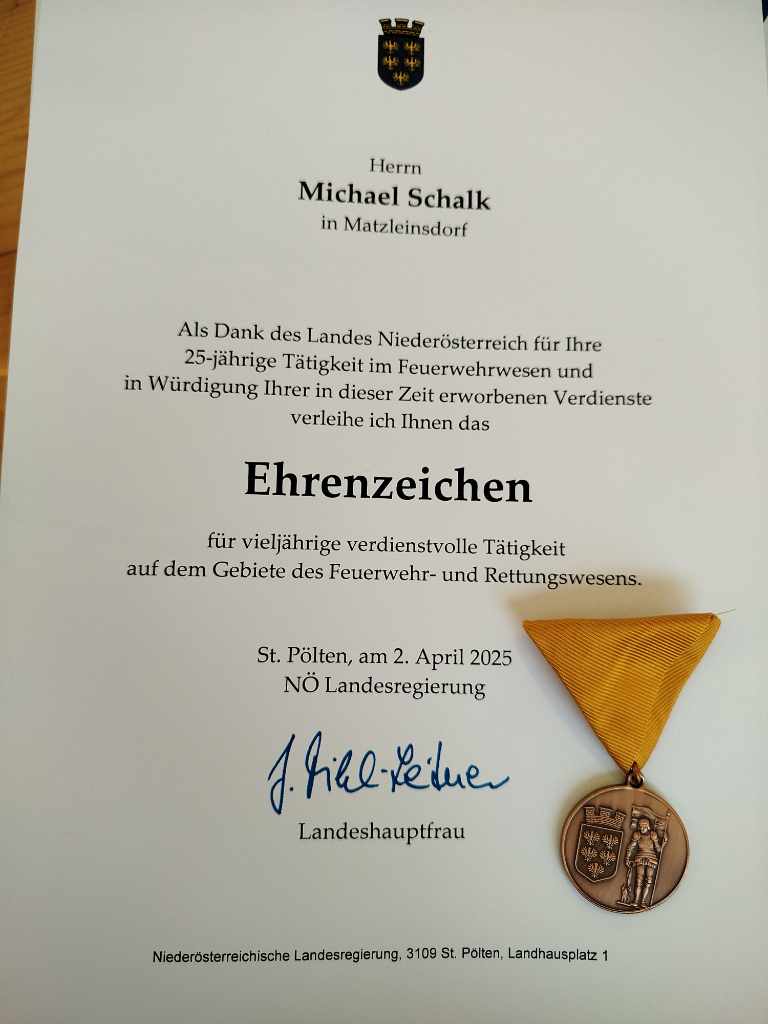 Herrn
Michael Schalk
in Matzleinsdorf
Als Dank des Landes Niederösterreich für Ihre
25-jährige Tätigkeit im Feuerwehrwesen und
in Würdigung Ihrer in dieser Zeit erworbenen Verdienste
verleihe ich Ihnen das
Ehrenzeichen
für vieljährige verdienstvolle Tätigkeit
auf dem Gebiete des Feuerwehr- und Rettungswesens.
St. Pölten, am 2. April 2025
NÖ Landesregierung
J. Mikl-Leitner
Landeshauptfrau
Niederösterreichische Landesregierung, 3109 St. Pölten, Landhausplatz 1